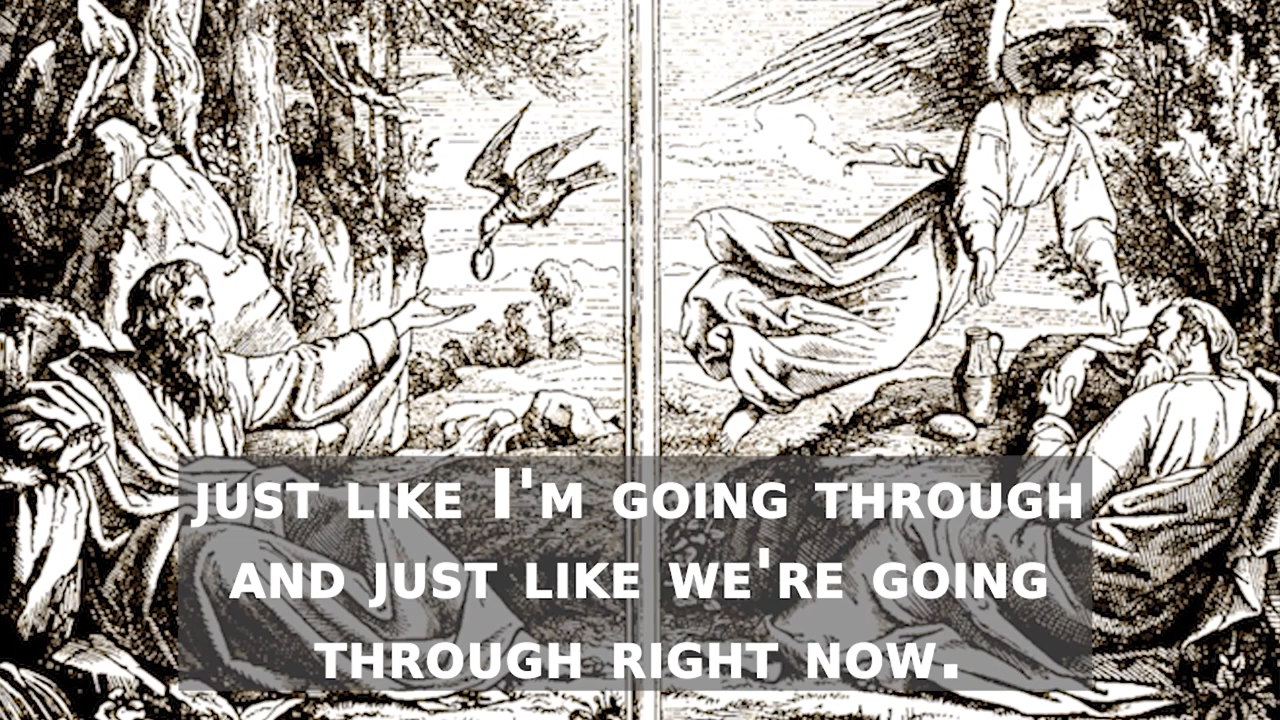 JUST LIKE I'M GOING THROUGH
AND JUST LIKE WE'RE GOING
THROUGH RIGHT NOW.